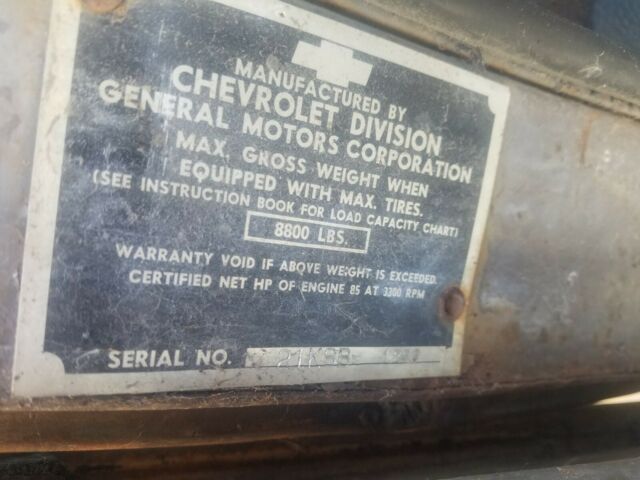 MANUFACTURED BY
CHEVROLET DIVISION
GENERAL MOTORS CORPORATION
MAX. GROSS WEIGHT WHEN
EQUIPPED WITH MAX. TIRES.
(SEE INSTRUCTION BOOK FOR LOAD CAPACITY CHART)
8800 LBS.
WARRANTY VOID IF ABOVE WEIGHT IS EXCEEDED.
CERTIFIED NET HP OF ENGINE 85 AT 3300 RPM
SERIAL NO.